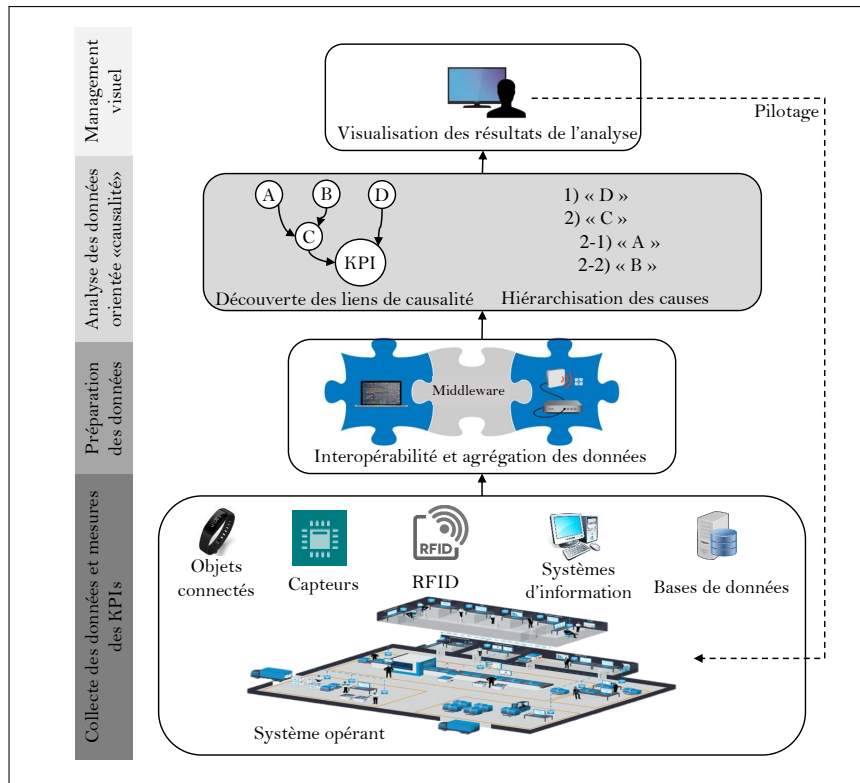 Management
visuel
Visualisation des résultats de l'analyse
Pilotage
Analyse des données
orientée «causalité»
A
B
D
C
KPI
1) « D »
2) « C »
2-1) « A »
2-2) « B »
Découverte des liens de causalité
Hiérarchisation des causes
Préparation
des données
Middleware
Interopérabilité et agrégation des données
Collecte des données et mesures
des KPIs
Objets
connectés
Capteurs
RFID
RFID
Systèmes
d'information
Bases de données
Système opérant